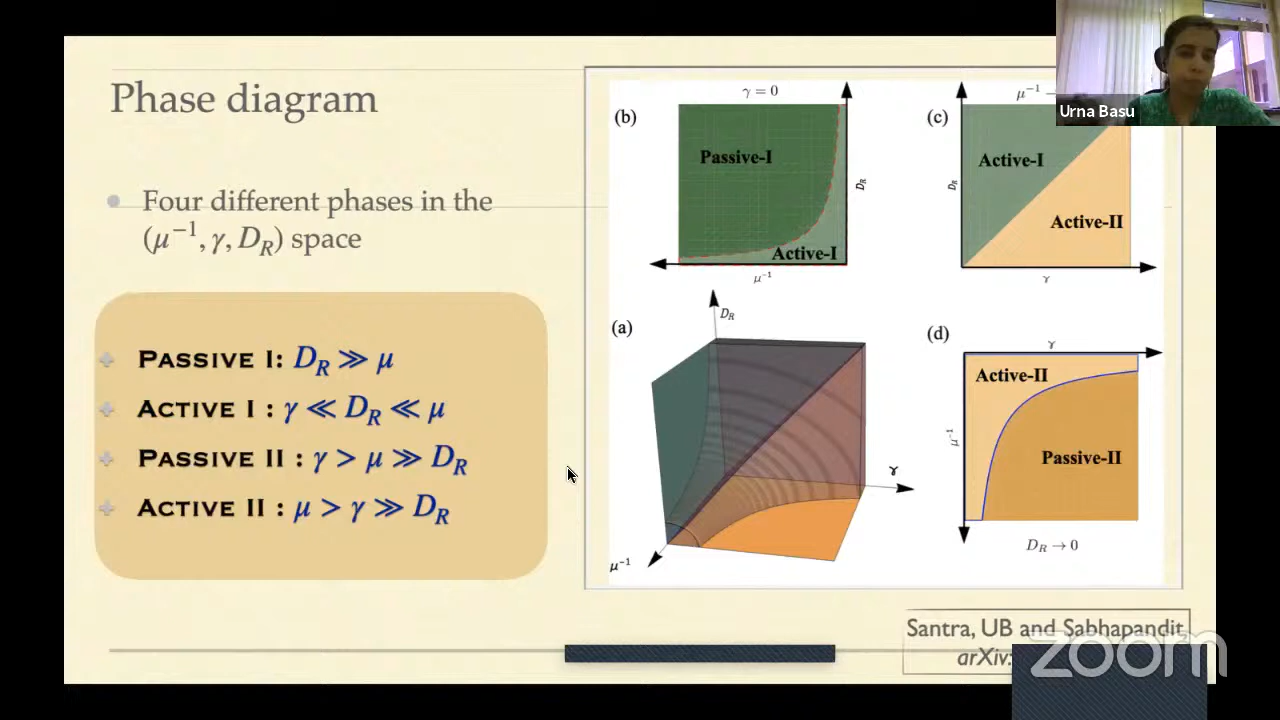 Phase diagram
Four different phases in the
(μ⁻¹, γ, D_R) space
PASSIVE I: D_R ≫ μ
ACTIVE I : γ ≪ D_R ≪ μ
PASSIVE II : γ > μ ≫ D_R
ACTIVE II : μ > γ ≫ D_R
(b)
γ = 0
Passive-I
Active-I
D_R
μ⁻¹
(c)
μ⁻¹
Active-I
Active-II
D_R
γ
(a)
D_R
γ
μ⁻¹
(d)
γ
Active-II
Passive-II
μ⁻¹
D_R → 0
Santra, UB and Sabhapandit,
arXiv:
Urna Basu
zoom